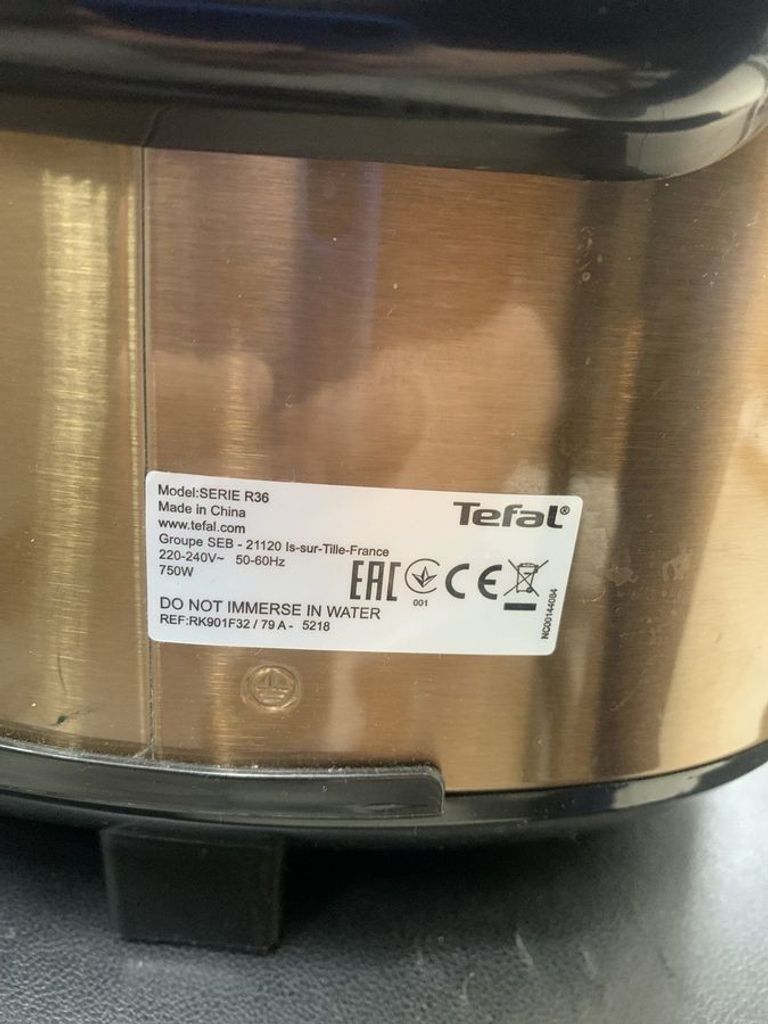 Model:SERIE R36
Made in China
www.tefal.com
Groupe SEB - 21120 Is-sur-Tille-France
220-240V~ 50-60Hz
750W
DO NOT IMMERSE IN WATER
REF:RK901F32 / 79 A - 5218
Tefal®
EAC
001
CE
NC00144084